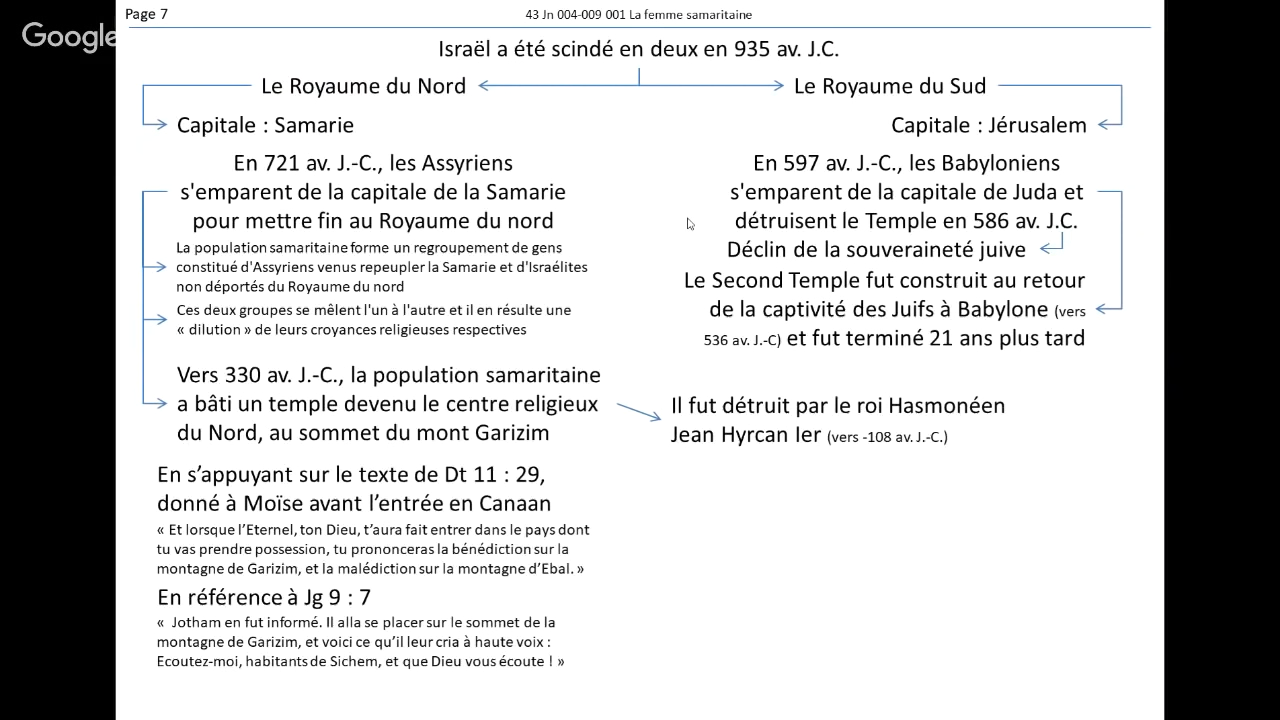 Google
Page 7
43 Jn 004-009 001 La femme samaritaine
Israël a été scindé en deux en 935 av. J.C.
Le Royaume du Nord
Le Royaume du Sud
Capitale : Samarie
Capitale : Jérusalem
En 721 av. J.-C., les Assyriens
s'emparent de la capitale de la Samarie
pour mettre fin au Royaume du nord
La population samaritaine forme un regroupement de gens
constitué d'Assyriens venus repeupler la Samarie et d'Israélites
non déportés du Royaume du nord
Ces deux groupes se mêlent l'un à l'autre et il en résulte une
« dilution » de leurs croyances religieuses respectives
En 597 av. J.-C., les Babyloniens
s'emparent de la capitale de Juda et
détruisent le Temple en 586 av. J.C.
Déclin de la souveraineté juive
Le Second Temple fut construit au retour
de la captivité des Juifs à Babylone (vers
536 av. J.-C) et fut terminé 21 ans plus tard
Vers 330 av. J.-C., la population samaritaine
a bâti un temple devenu le centre religieux
du Nord, au sommet du mont Garizim
Il fut détruit par le roi Hasmonéen
Jean Hyrcan Ier (vers -108 av. J.-C.)
En s’appuyant sur le texte de Dt 11 : 29,
donné à Moïse avant l’entrée en Canaan
« Et lorsque l’Eternel, ton Dieu, t’aura fait entrer dans le pays dont
tu vas prendre possession, tu prononceras la bénédiction sur la
montagne de Garizim, et la malédiction sur la montagne d’Ebal. »
En référence à Jg 9 : 7
« Jotham en fut informé. Il alla se placer sur le sommet de la
montagne de Garizim, et voici ce qu’il leur cria à haute voix :
Ecoutez-moi, habitants de Sichem, et que Dieu vous écoute ! »